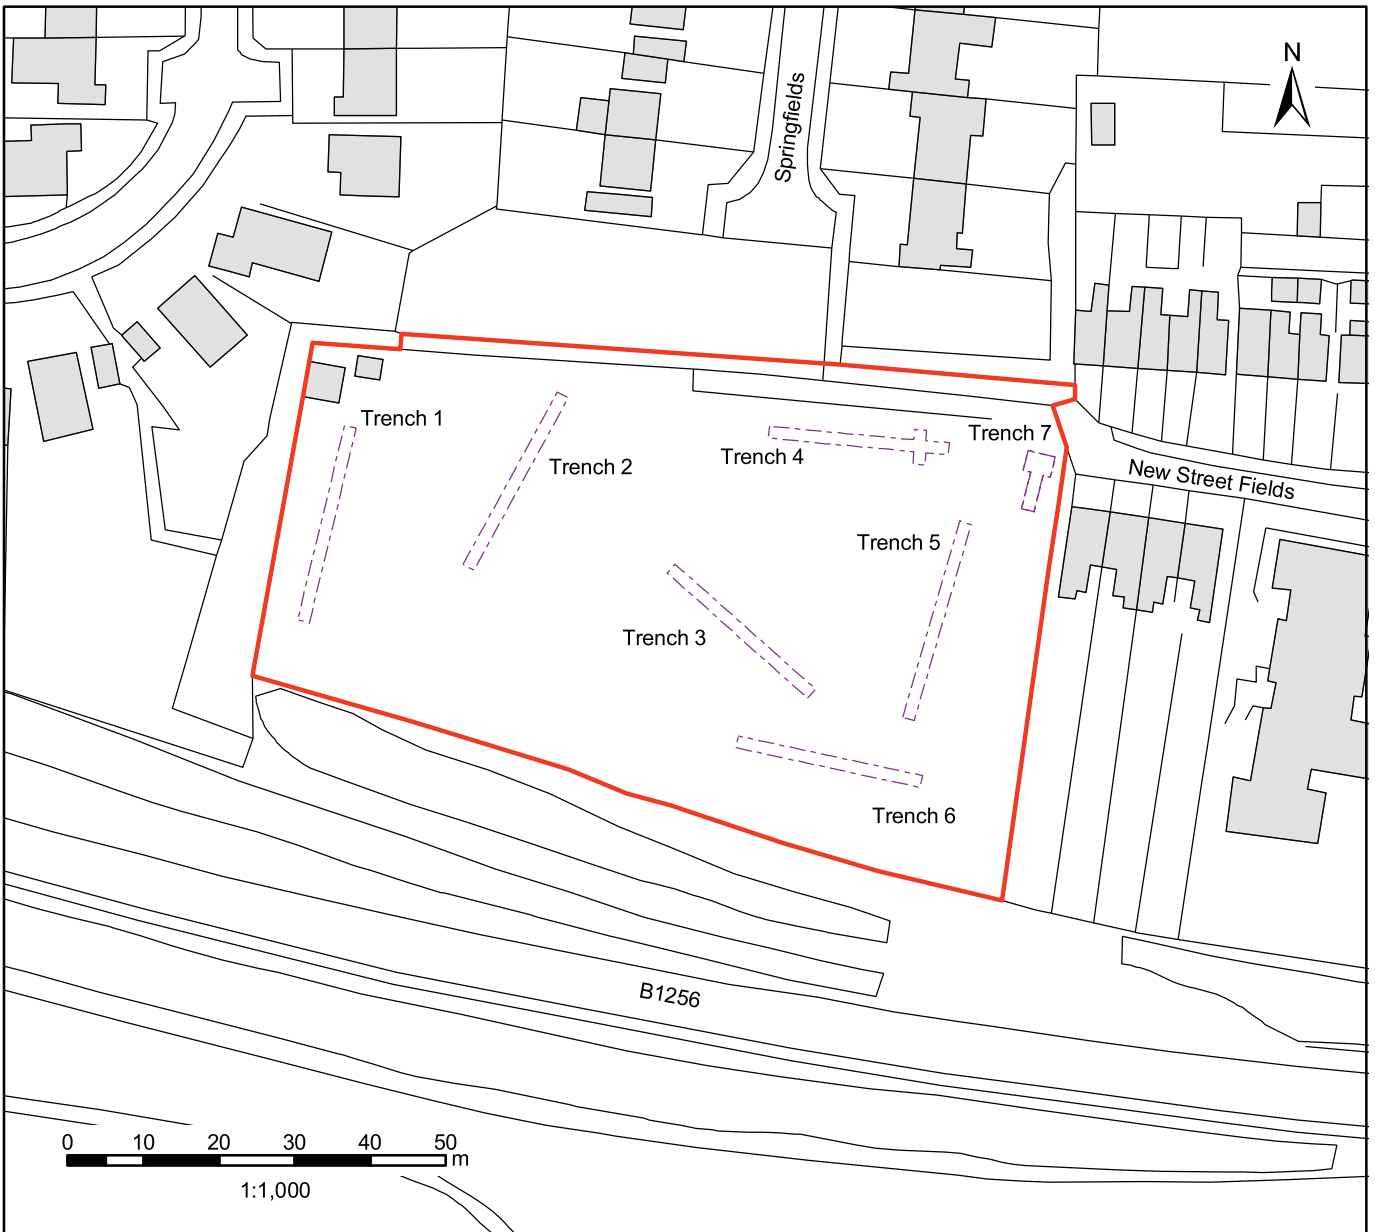 N
Springfields
Trench 1
Trench 2
Trench 4
Trench 7
New Street Fields
Trench 5
Trench 3
Trench 6
B1256
0 10 20 30 40 50
m
1:1,000